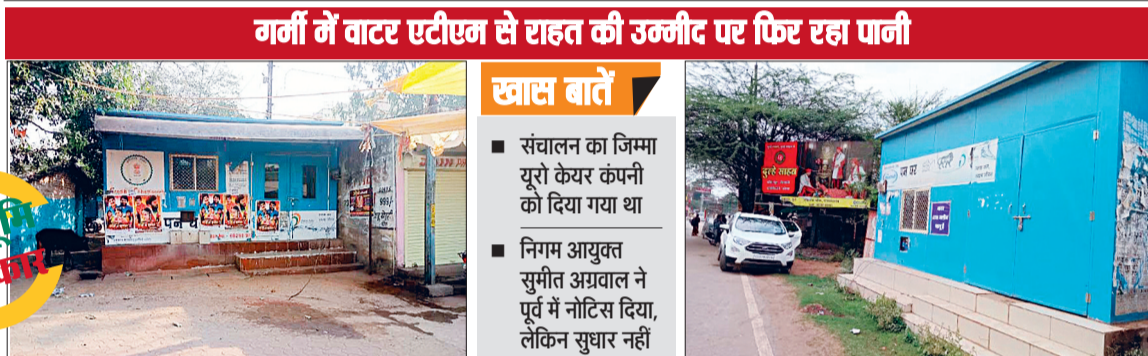 गर्मी में वाटर एटीएम से राहत की उम्मीद पर फिर रहा पानी
खास बातें
■ संचालन का जिम्मा
यूरो केयर कंपनी
को दिया गया था
■ निगम आयुक्त
सुमीत अग्रवाल ने
पूर्व में नोटिस दिया,
लेकिन सुधार नहीं